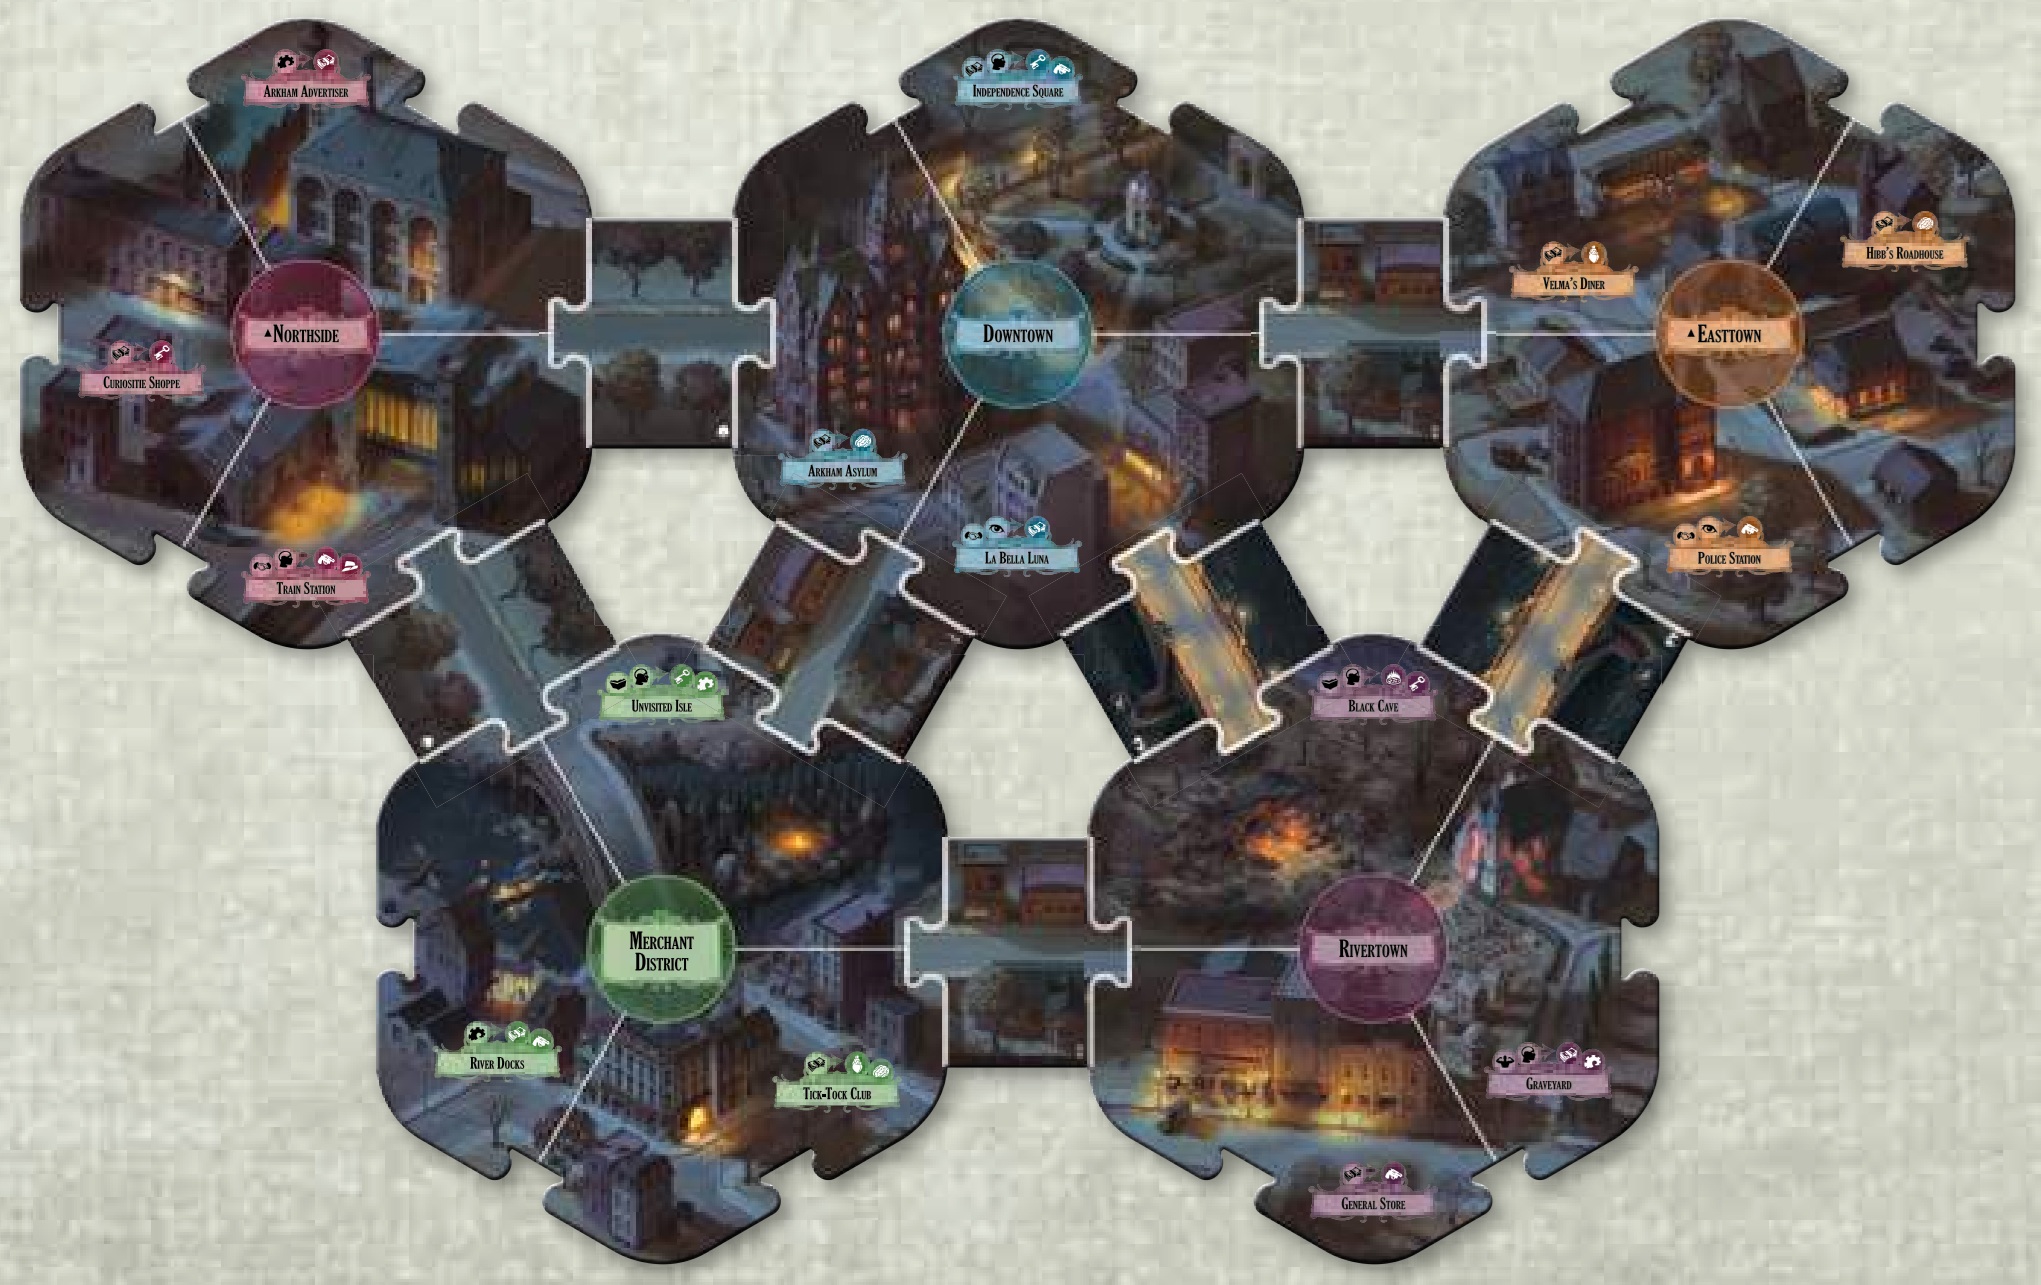 Arkham Advertiser
Independence Square
Hibb's Roadhouse
Velma's Diner
▲Northside
Downtown
▲Easttown
Curiositie Shoppe
Arkham Asylum
La Bella Luna
Police Station
Train Station
Unvisited Isle
Black Cave
Merchant
District
Rivertown
River Docks
Tick-Tock Club
Graveyard
General Store